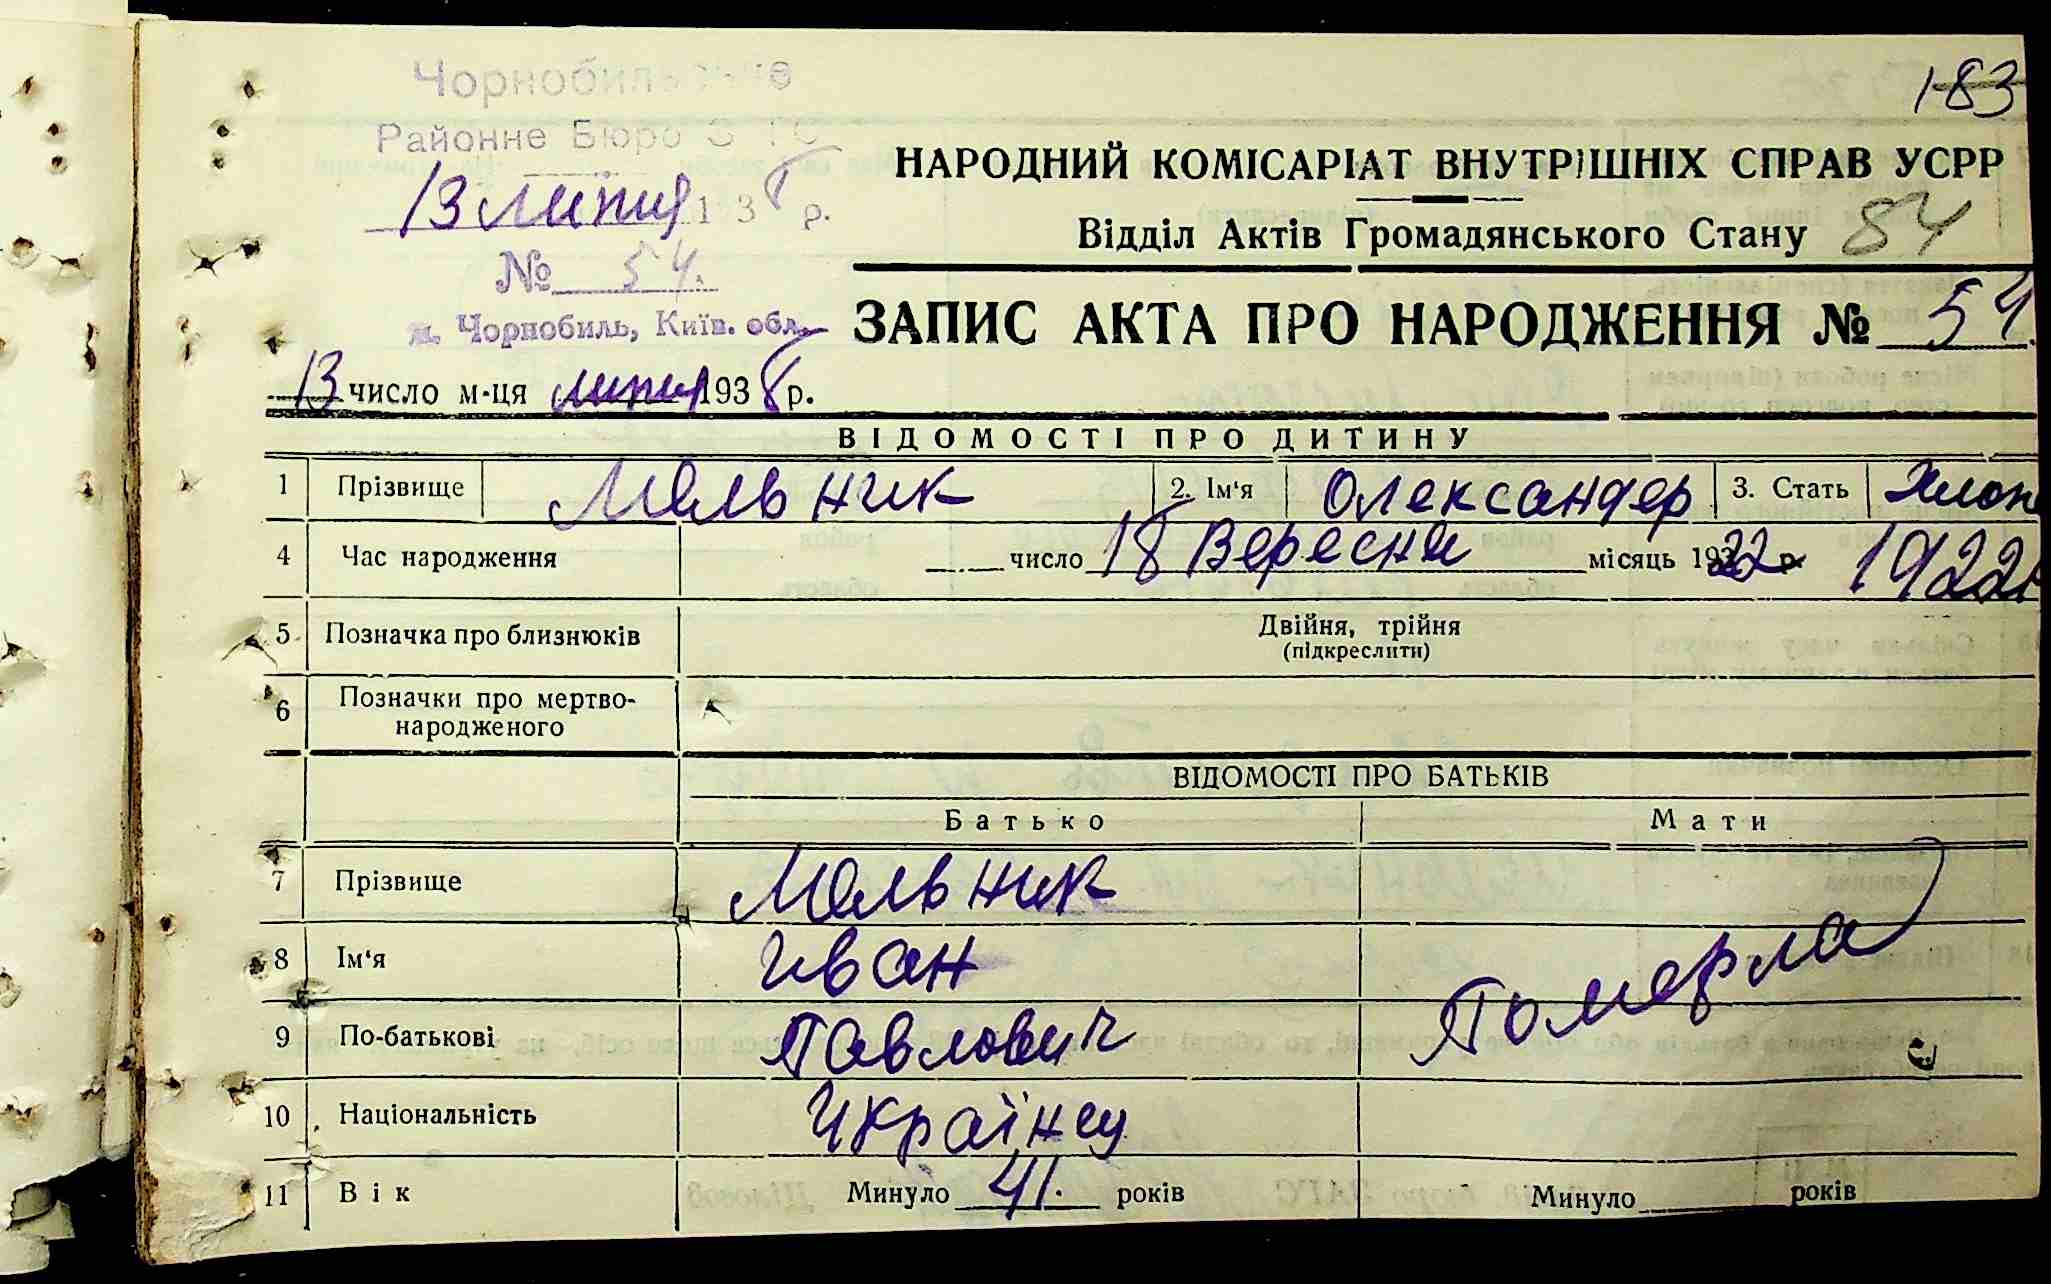 183
Чорнобильське
Районне Бюро ЗАГС
13 липня 1938 р.
№ 54.
м. Чорнобиль, Київ. обл.
НАРОДНИЙ КОМІСАРІАТ ВНУТРІШНІХ СПРАВ УСРР
Відділ Актів Громадянського Стану 84
ЗАПИС АКТА ПРО НАРОДЖЕННЯ № 54.
13 число м-ця липня 1938 р.
ВІДОМОСТІ ПРО ДИТИНУ
1 Прізвище Мельник 2. Ім‘я Олександер 3. Стать Хлоп
4 Час народження число 18 Вересня місяць 1922 р. 1922
5 Позначка про близнюків Двійня, трійня
(підкреслити)
6 Позначки про мертво-
народженого
ВІДОМОСТІ ПРО БАТЬКІВ
Батько Мати
7 Прізвище Мельник
8 Ім‘я Иван Померла
9 По-батькові Павлович
10 Національність Українец
11 Вік Минуло 41. років Минуло років